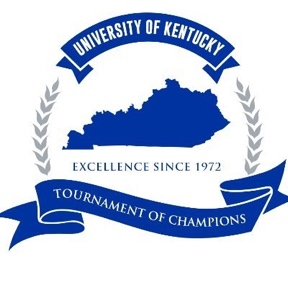 UNIVERSITY OF KENTUCKY
EXCELLENCE SINCE 1972
TOURNAMENT OF CHAMPIONS